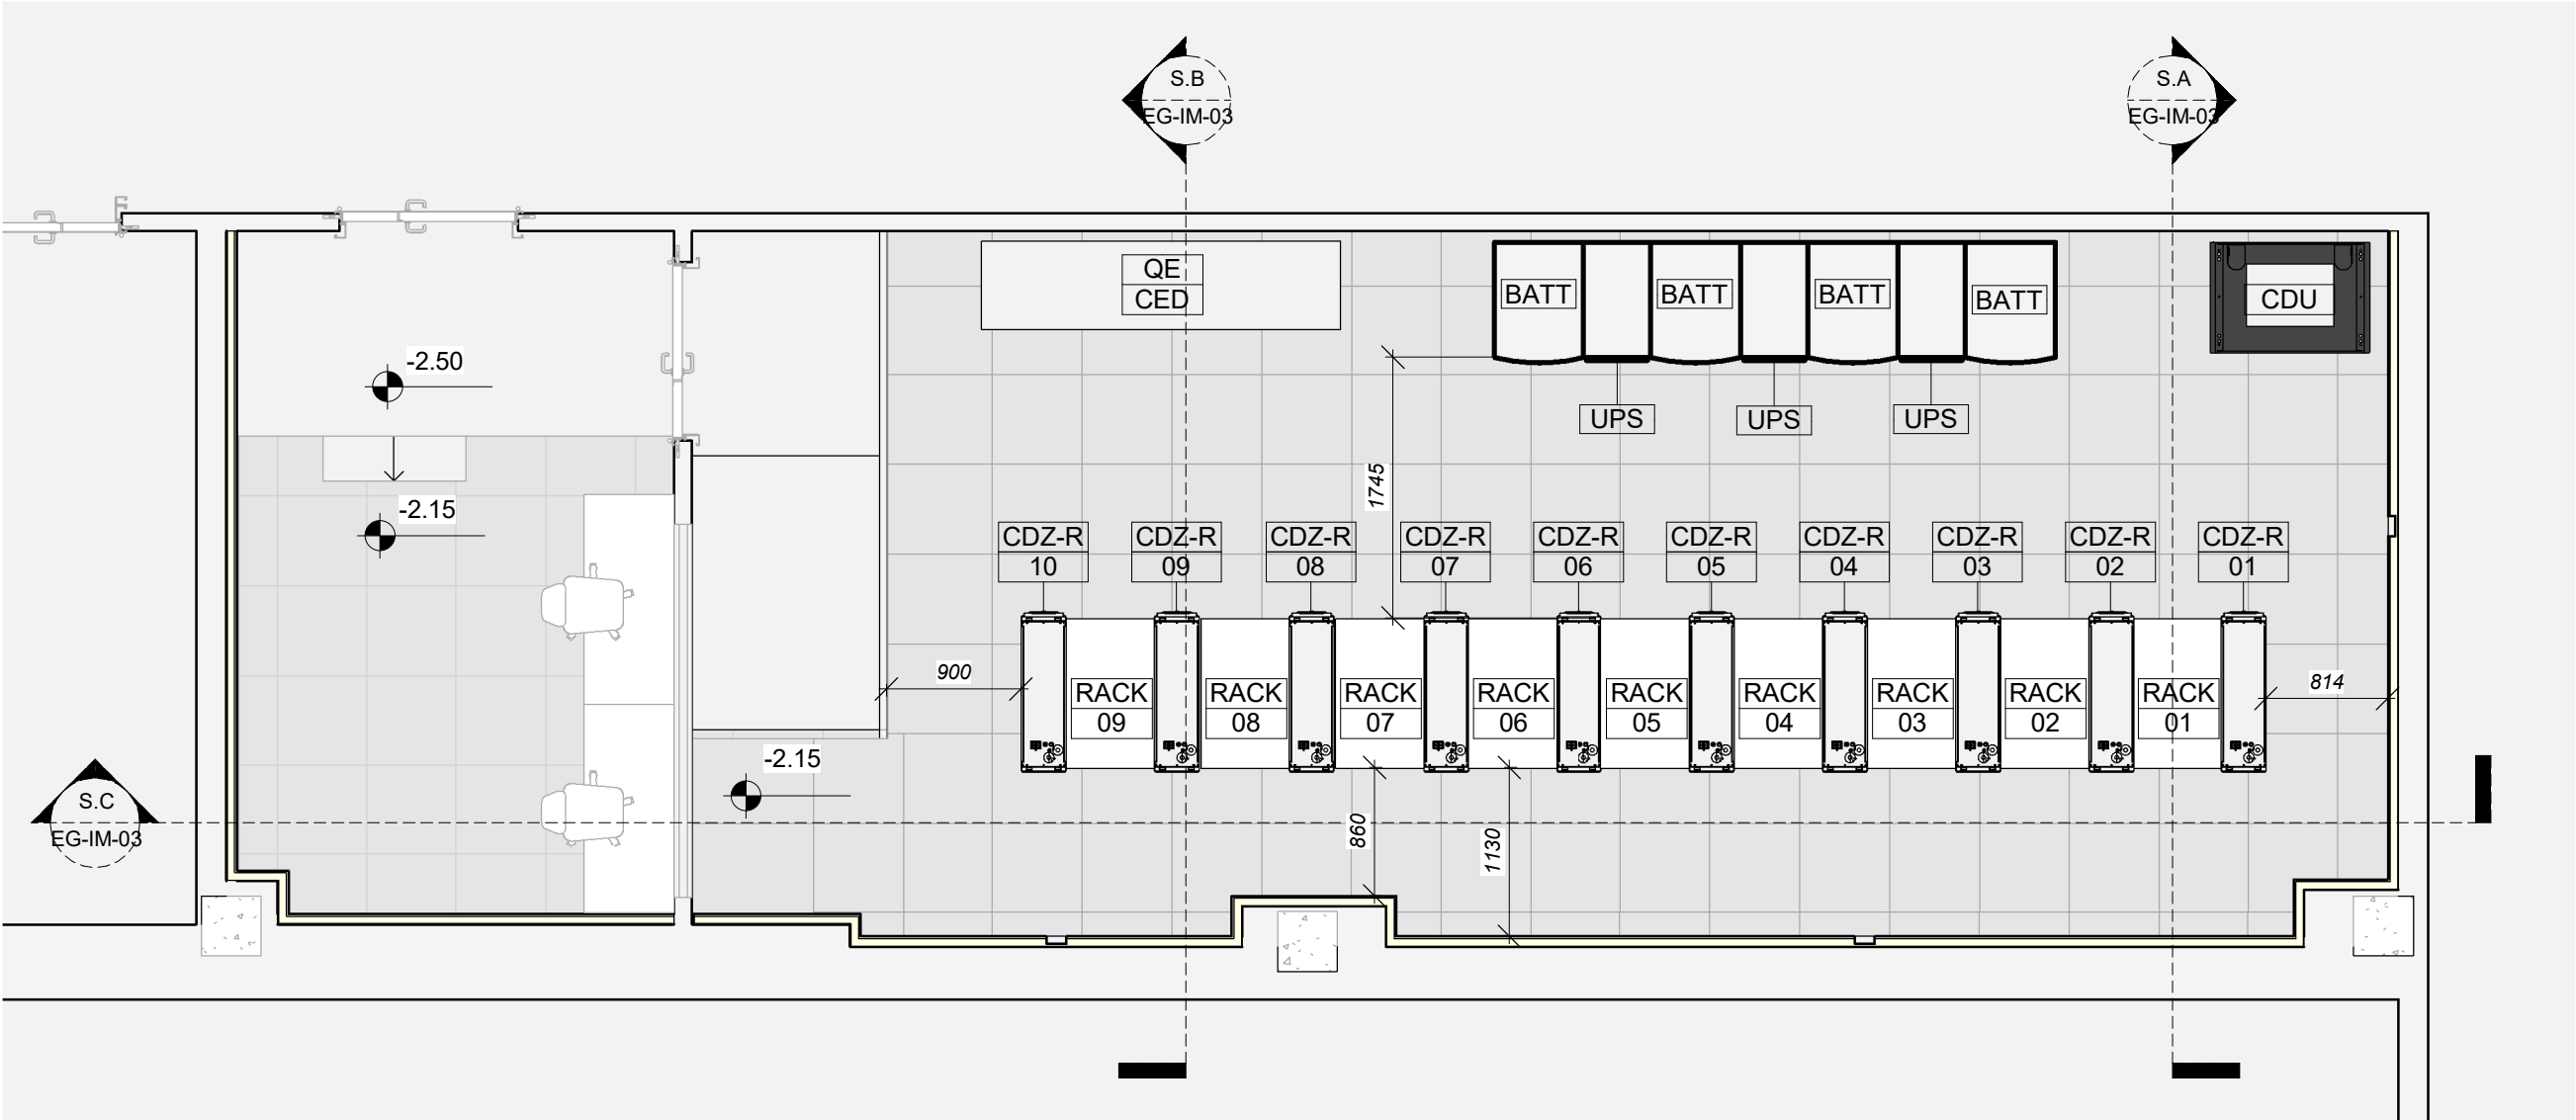 S.B
EG-IM-03
S.A
EG-IM-03
QE
CED
BATT
BATT
BATT
BATT
CDU
-2.50
UPS
UPS
UPS
1745
-2.15
CDZ-R
10
CDZ-R
09
CDZ-R
08
CDZ-R
07
CDZ-R
06
CDZ-R
05
CDZ-R
04
CDZ-R
03
CDZ-R
02
CDZ-R
01
900
RACK
09
RACK
08
RACK
07
RACK
06
RACK
05
RACK
04
RACK
03
RACK
02
RACK
01
814
-2.15
S.C
EG-IM-03
860
1130